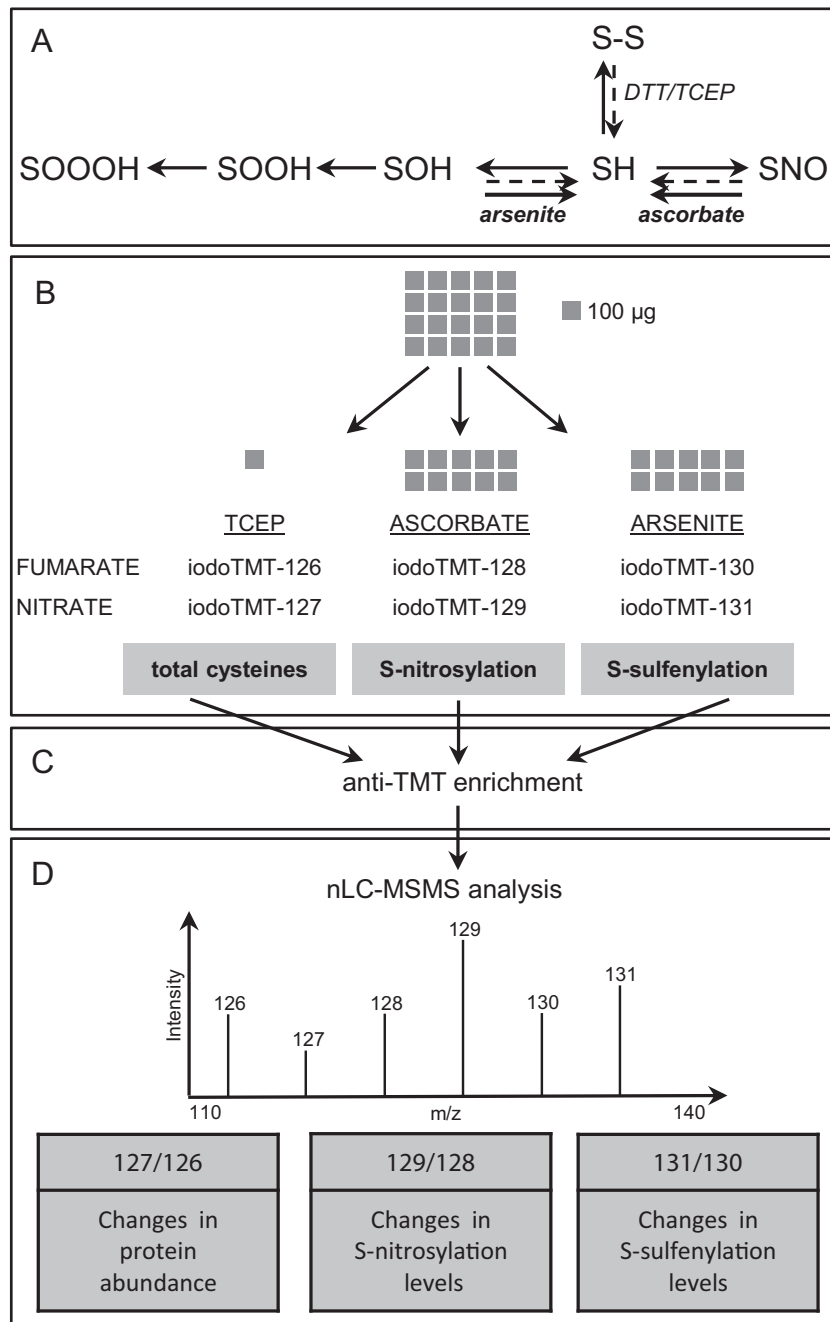 A
S-S
DTT/TCEP
SOOOH SOOH SOH SH SNO
arsenite ascorbate
B
100 µg
TCEP ASCORBATE ARSENITE
FUMARATE iodoTMT-126 iodoTMT-128 iodoTMT-130
NITRATE iodoTMT-127 iodoTMT-129 iodoTMT-131
total cysteines S-nitrosylation S-sulfenylation
C
anti-TMT enrichment
D
nLC-MSMS analysis
Intensity
126
127
128
129
130
131
110 m/z 140
127/126
Changes in
protein
abundance
129/128
Changes in
S-nitrosylation
levels
131/130
Changes in
S-sulfenylation
levels